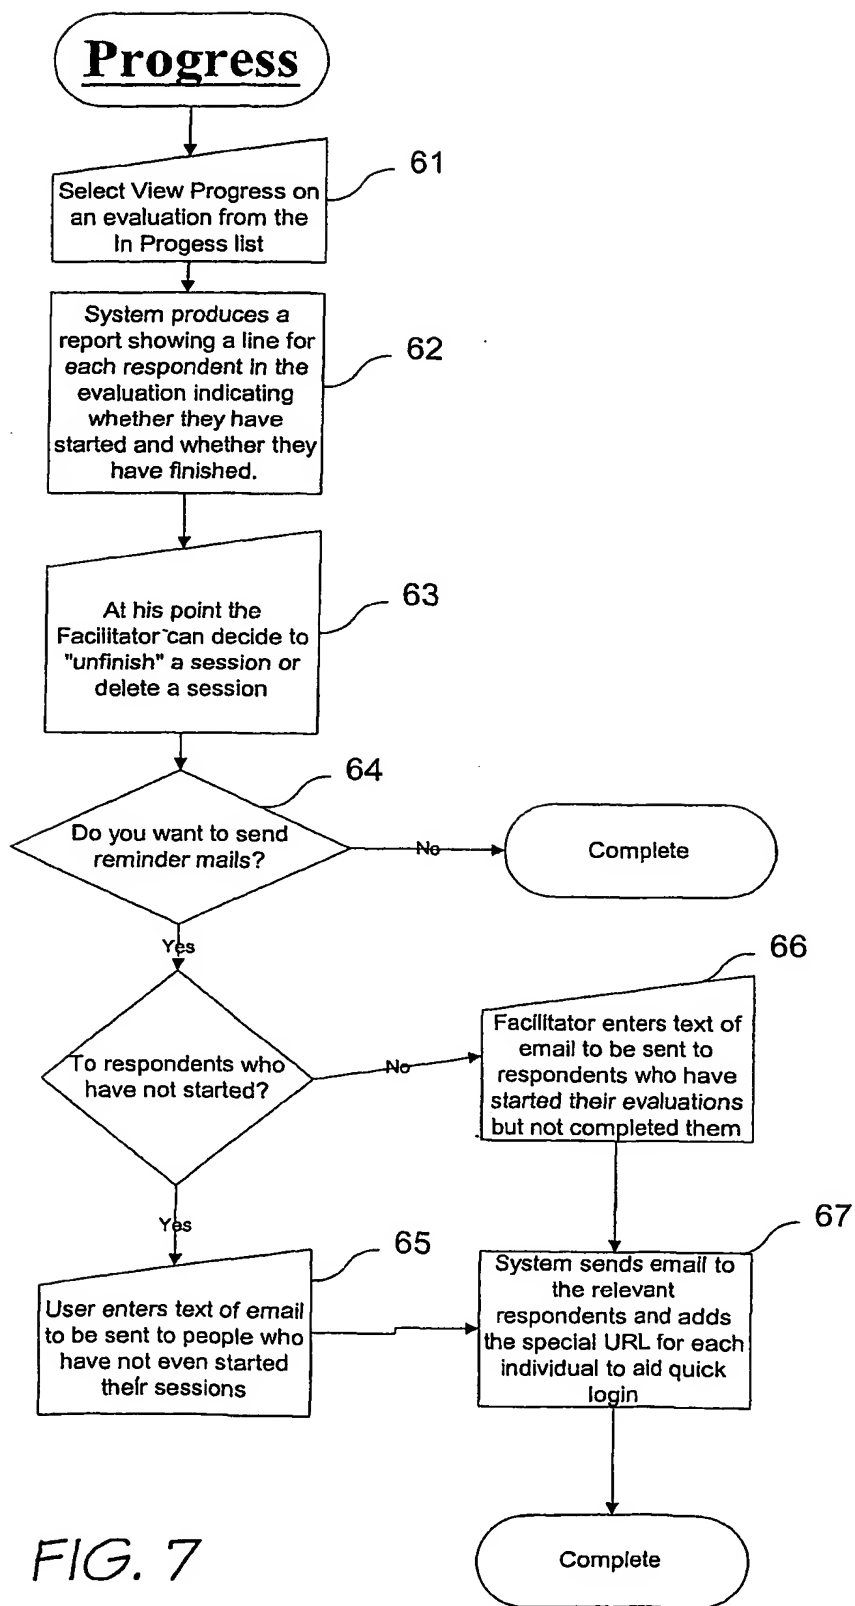 Progress
61
Select View Progress on
an evaluation from the
In Progess list
System produces a
report showing a line for
each respondent in the
evaluation indicating
whether they have
started and whether they
have finished.
62
At his point the
Facilitator can decide to
"unfinish" a session or
delete a session
63
64
Do you want to send
reminder mails?
No
Complete
Yes
66
To respondents who
have not started?
No
Facilitator enters text of
email to be sent to
respondents who have
started their evaluations
but not completed them
Yes
65
User enters text of email
to be sent to people who
have not even started
their sessions
67
System sends email to
the relevant
respondents and adds
the special URL for each
individual to aid quick
login
Complete
FIG. 7